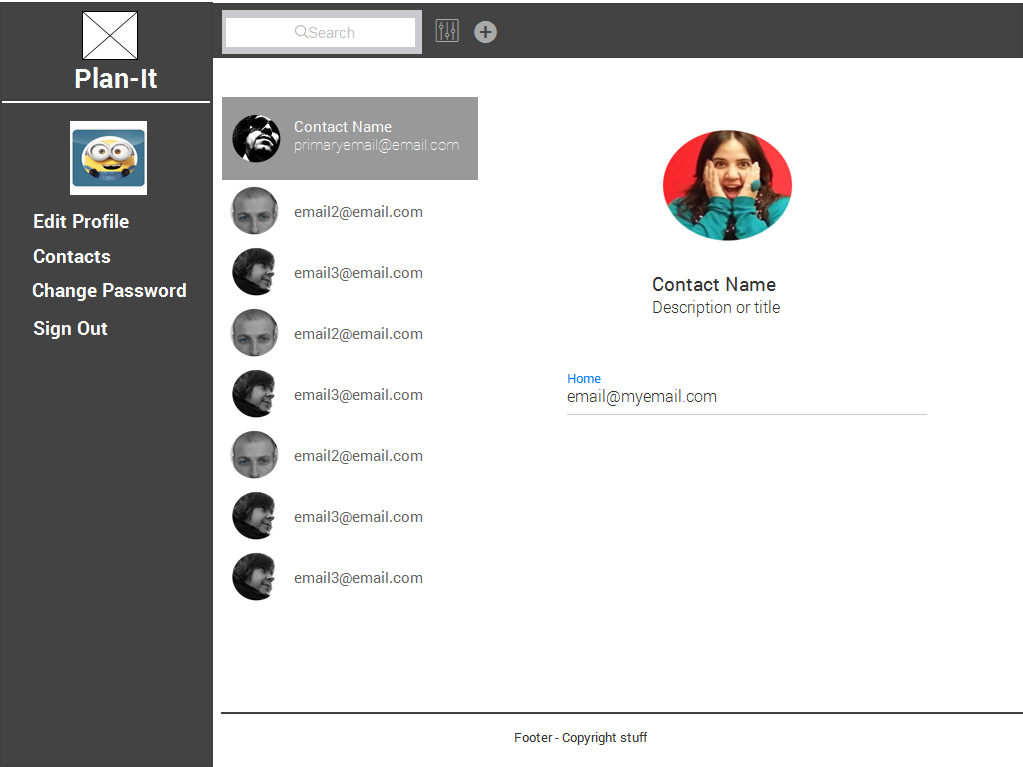 Plan-It
Edit Profile
Contacts
Change Password
Sign Out
Search
Contact Name
primaryemail@email.com
email2@email.com
email3@email.com
email2@email.com
email3@email.com
email2@email.com
email3@email.com
email3@email.com
Contact Name
Description or title
Home
email@myemail.com
Footer - Copyright stuff